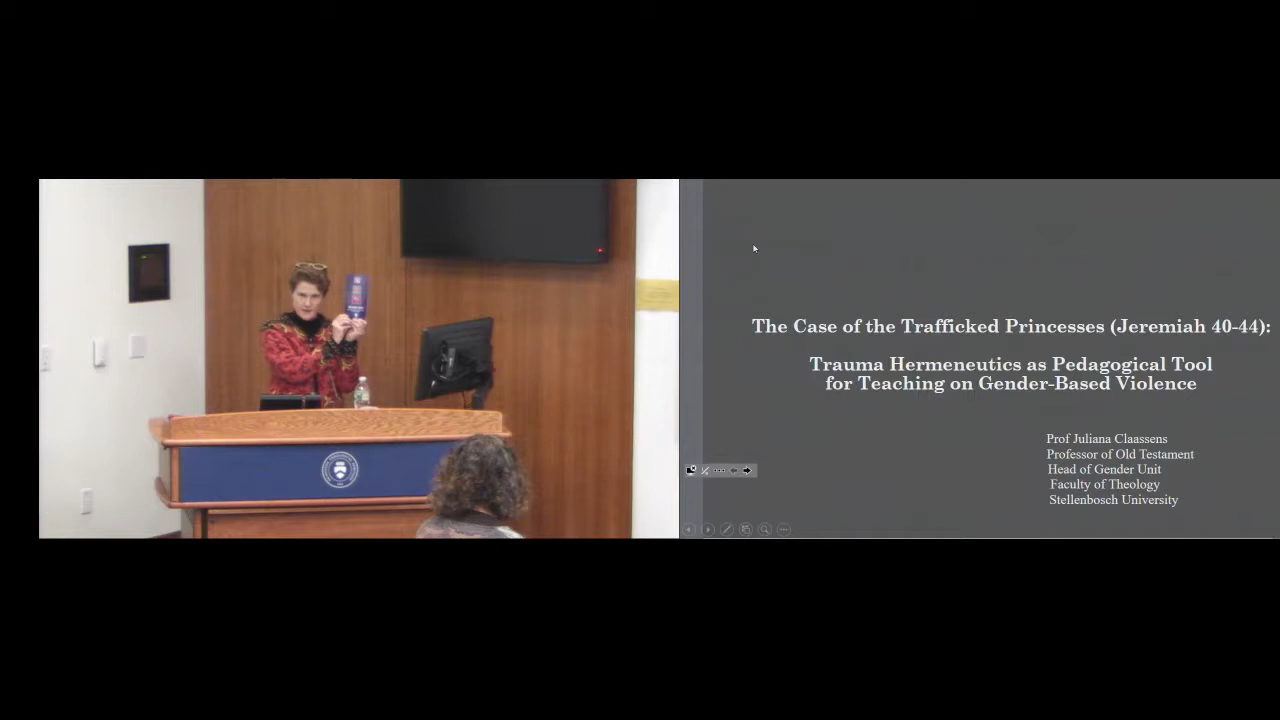 The Case of the Trafficked Princesses (Jeremiah 40-44):
Trauma Hermeneutics as Pedagogical Tool
for Teaching on Gender-Based Violence
Prof Juliana Claassens
Professor of Old Testament
Head of Gender Unit
Faculty of Theology
Stellenbosch University